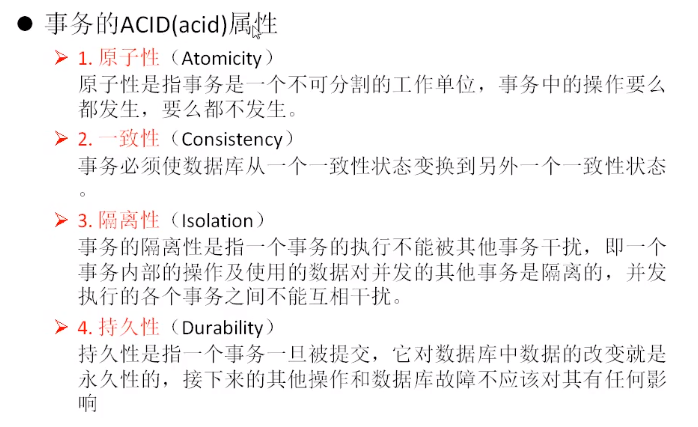 ● 事务的ACID(acid)属性
➢ 1. 原子性（Atomicity）
原子性是指事务是一个不可分割的工作单位，事务中的操作要么
都发生，要么都不发生。
➢ 2. 一致性（Consistency）
事务必须使数据库从一个一致性状态变换到另外一个一致性状态
。
➢ 3. 隔离性（Isolation）
事务的隔离性是指一个事务的执行不能被其他事务干扰，即一个
事务内部的操作及使用的数据对并发的其他事务是隔离的，并发
执行的各个事务之间不能互相干扰。
➢ 4. 持久性（Durability）
持久性是指一个事务一旦被提交，它对数据库中数据的改变就是
永久性的，接下来的其他操作和数据库故障不应该对其有任何影
响